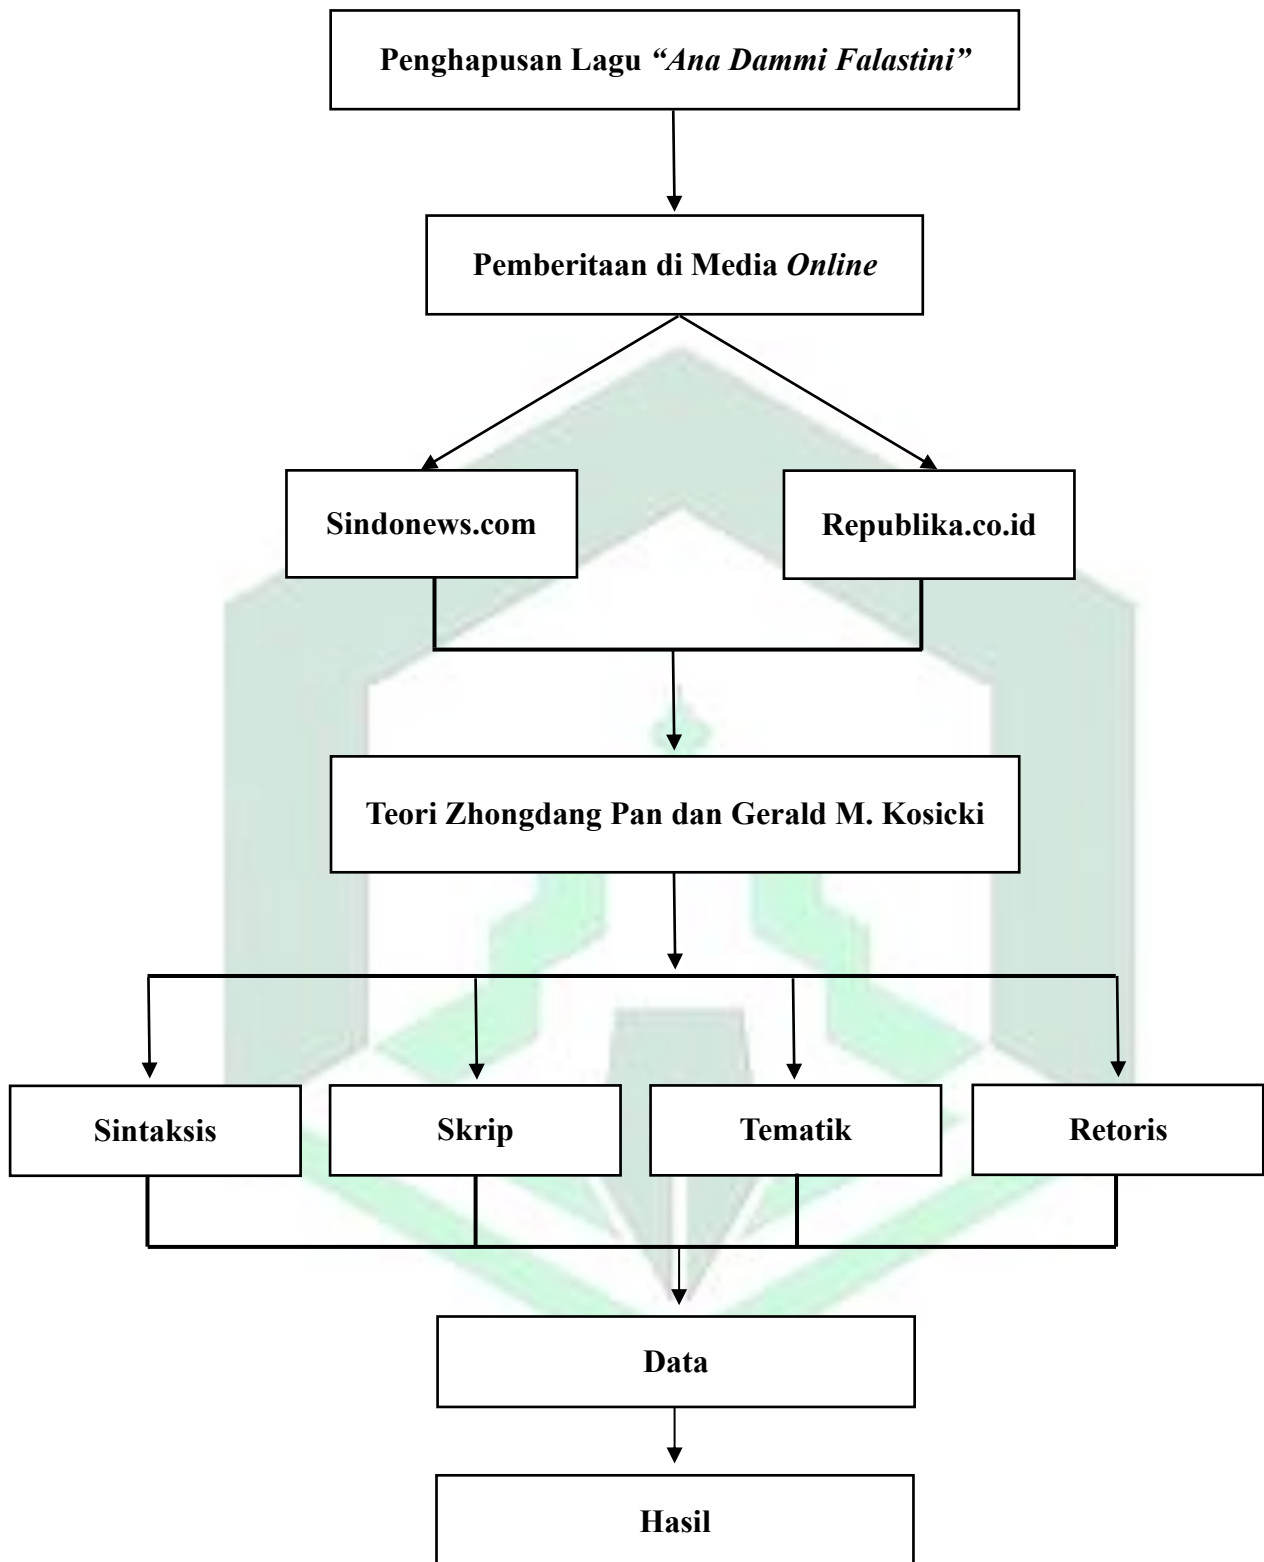 Penghapusan Lagu “Ana Dammi Falastini”
Pemberitaan di Media Online
Sindonews.com
Republika.co.id
Teori Zhongdang Pan dan Gerald M. Kosicki
Sintaksis
Skrip
Tematik
Retoris
Data
Hasil